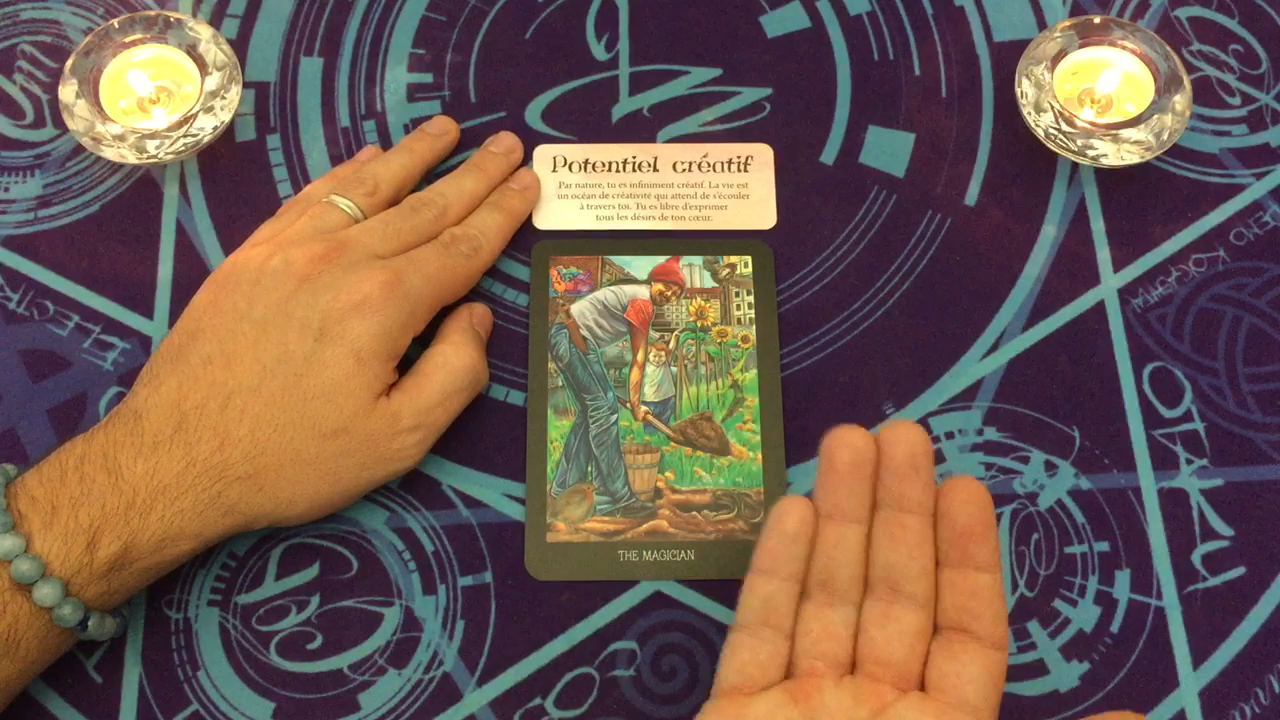 Potentiel créatif
Par nature, tu es infiniment créatif. La vie est
un océan de créativité qui attend de s'écouler
à travers toi. Tu es libre d'exprimer
tous les désirs de ton cœur.
THE MAGICIAN
OTAKU